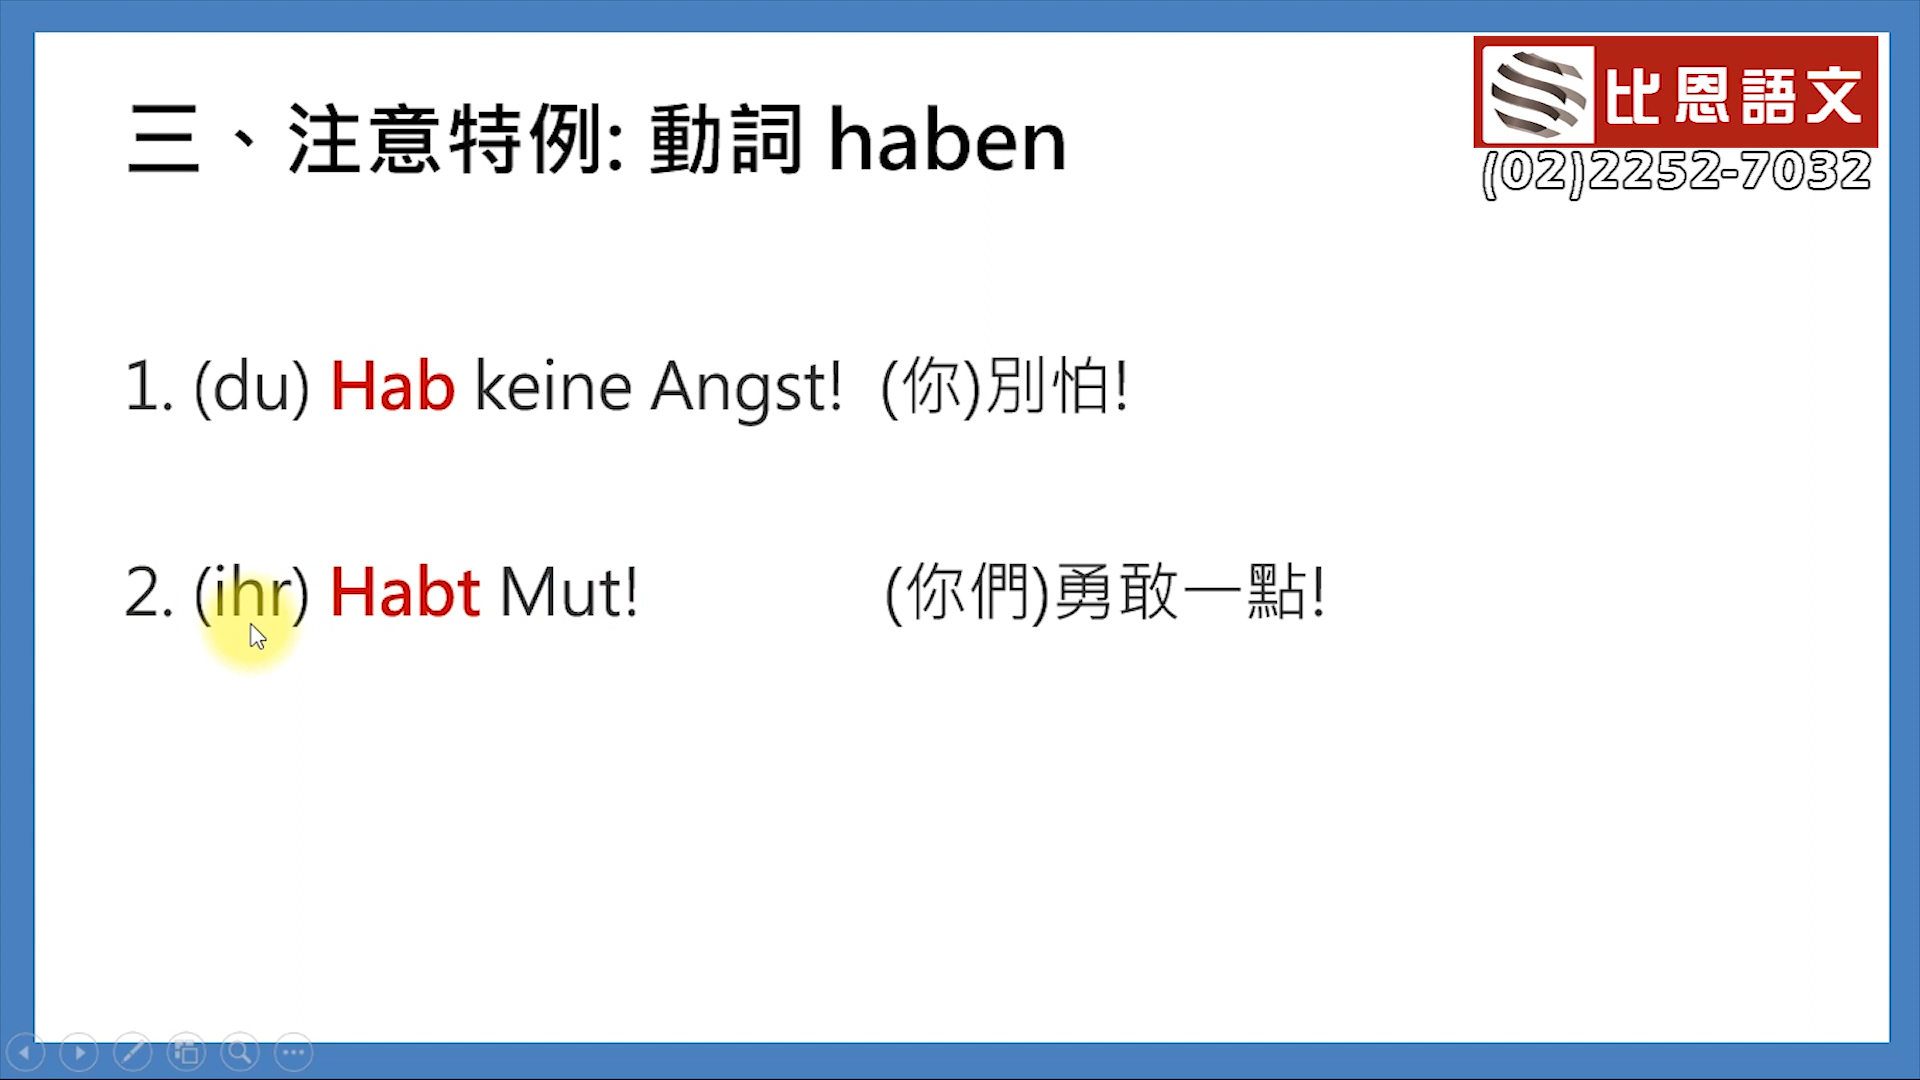 三、注意特例: 動詞 haben
比恩語文
(02)2252-7032
1. (du) Hab keine Angst! (你)別怕!
2. (ihr) Habt Mut! (你們)勇敢一點!